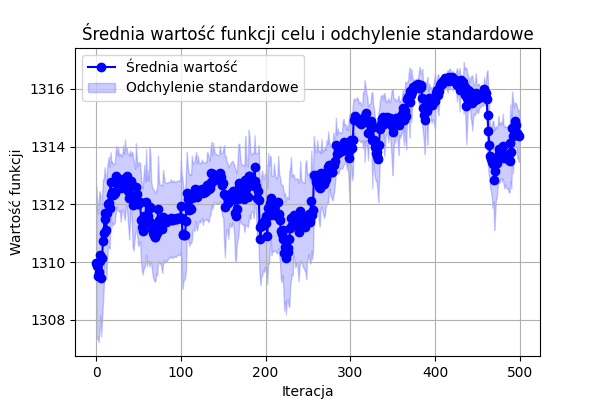 Średnia wartość funkcji celu i odchylenie standardowe
Średnia wartość
Odchylenie standardowe
Wartość funkcji
1316
1314
1312
1310
1308
0 100 200 300 400 500
Iteracja